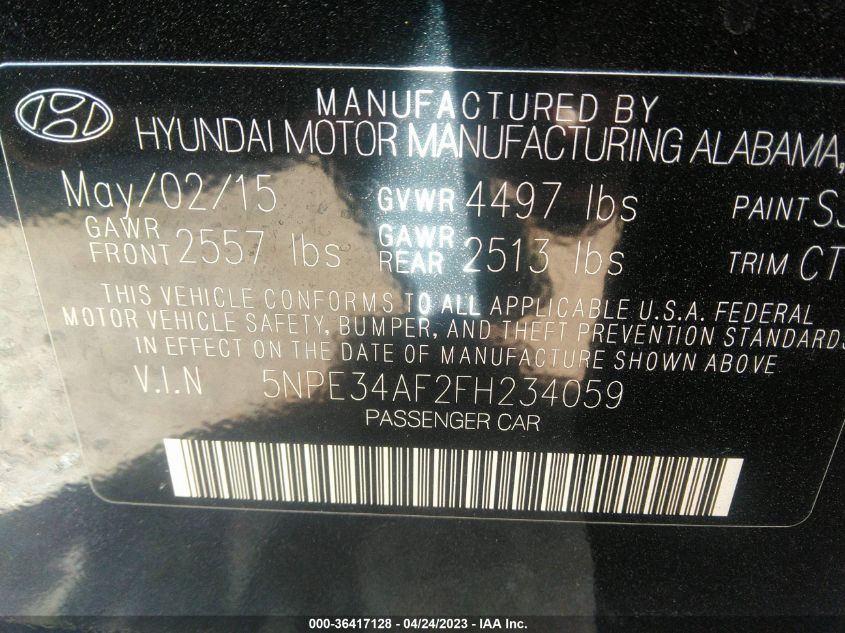 MANUFACTURED BY
HYUNDAI MOTOR MANUFACTURING ALABAMA,
May/02/15 GVWR 4497 lbs PAINT
GAWR FRONT 2557 lbs GAWR REAR 2513 lbs TRIM CT
THIS VEHICLE CONFORMS TO ALL APPLICABLE U.S.A. FEDERAL
MOTOR VEHICLE SAFETY, BUMPER, AND THEFT PREVENTION STANDARDS
IN EFFECT ON THE DATE OF MANUFACTURE SHOWN ABOVE
V.I.N 5NPE34AF2FH234059
PASSENGER CAR
000-36417128 - 04/24/2023 - IAA Inc.